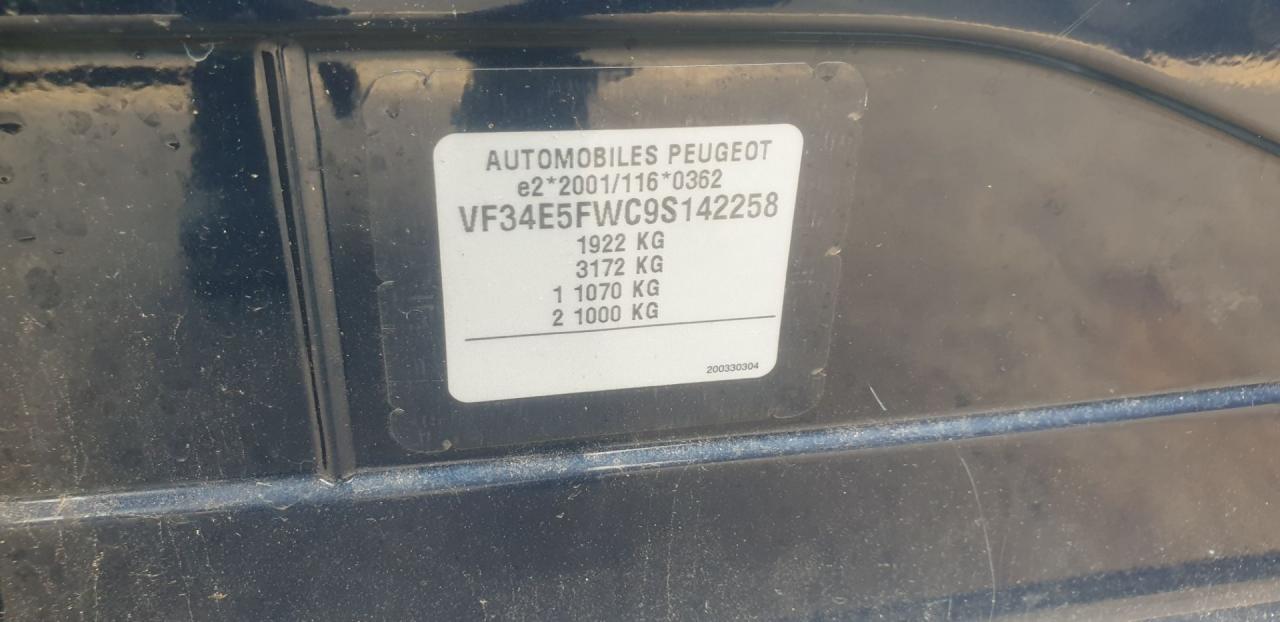 AUTOMOBILES PEUGEOT
e2*2001/116*0362
VF34E5FWC9S142258
1922 KG
3172 KG
1 1070 KG
2 1000 KG
200330304